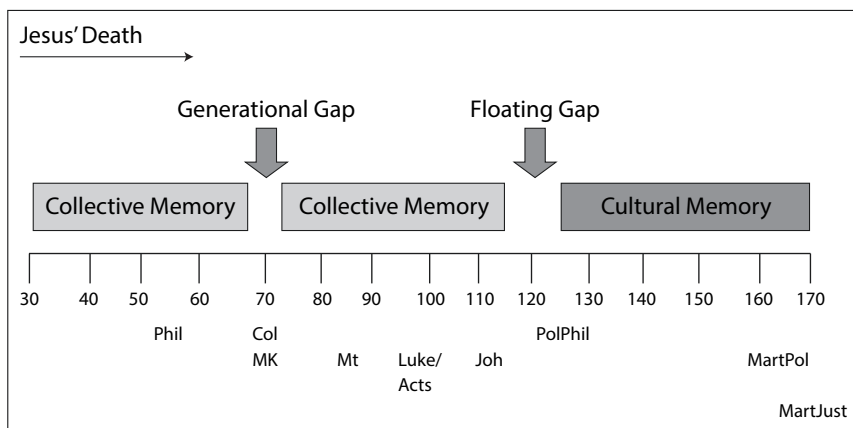 Jesus' Death
Generational Gap Floating Gap
Collective Memory Collective Memory Cultural Memory
30 40 50 60 70 80 90 100 110 120 130 140 150 160 170
Phil Col PolPhil
MK Mt Luke/ Joh MartPol
Acts
MartJust